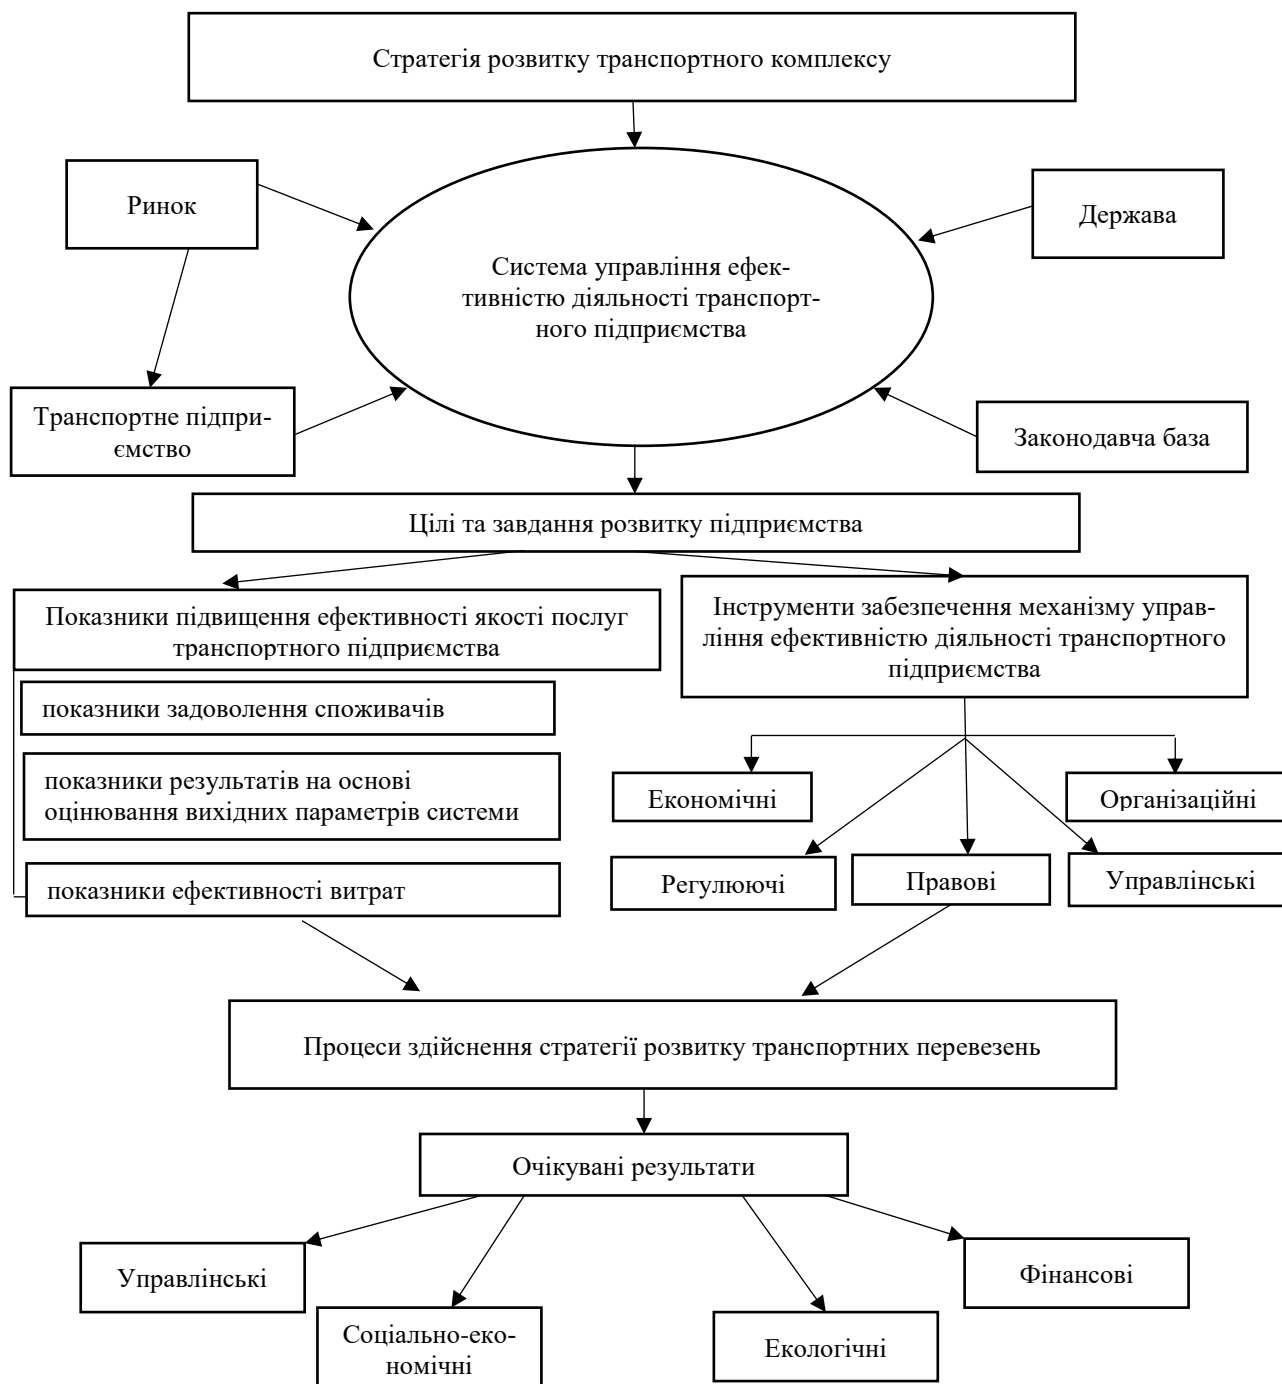 Стратегія розвитку транспортного комплексу
Ринок
Держава
Система управління ефек-
тивністю діяльності транспорт-
ного підприємства
Транспортне підпри-
ємство
Законодавча база
Цілі та завдання розвитку підприємства
Показники підвищення ефективності якості послуг
транспортного підприємства
Інструменти забезпечення механізму управ-
ління ефективністю діяльності транспортного
підприємства
показники задоволення споживачів
показники результатів на основі
оцінювання вихідних параметрів системи
показники ефективності витрат
Економічні
Організаційні
Регулюючі
Правові
Управлінські
Процеси здійснення стратегії розвитку транспортних перевезень
Очікувані результати
Управлінські
Фінансові
Соціально-еко-
номічні
Екологічні